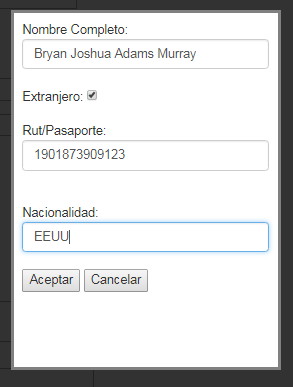 Nombre Completo:
Bryan Joshua Adams Murray
Extranjero:
Rut/Pasaporte:
1901873909123
Nacionalidad:
EEUU
Aceptar Cancelar